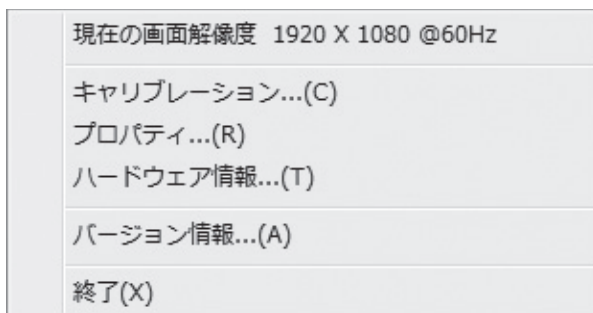 現在の画面解像度 1920 X 1080 @60Hz
キャリブレーション...(C)
プロパティ...(R)
ハードウェア情報...(T)
バージョン情報...(A)
終了(X)